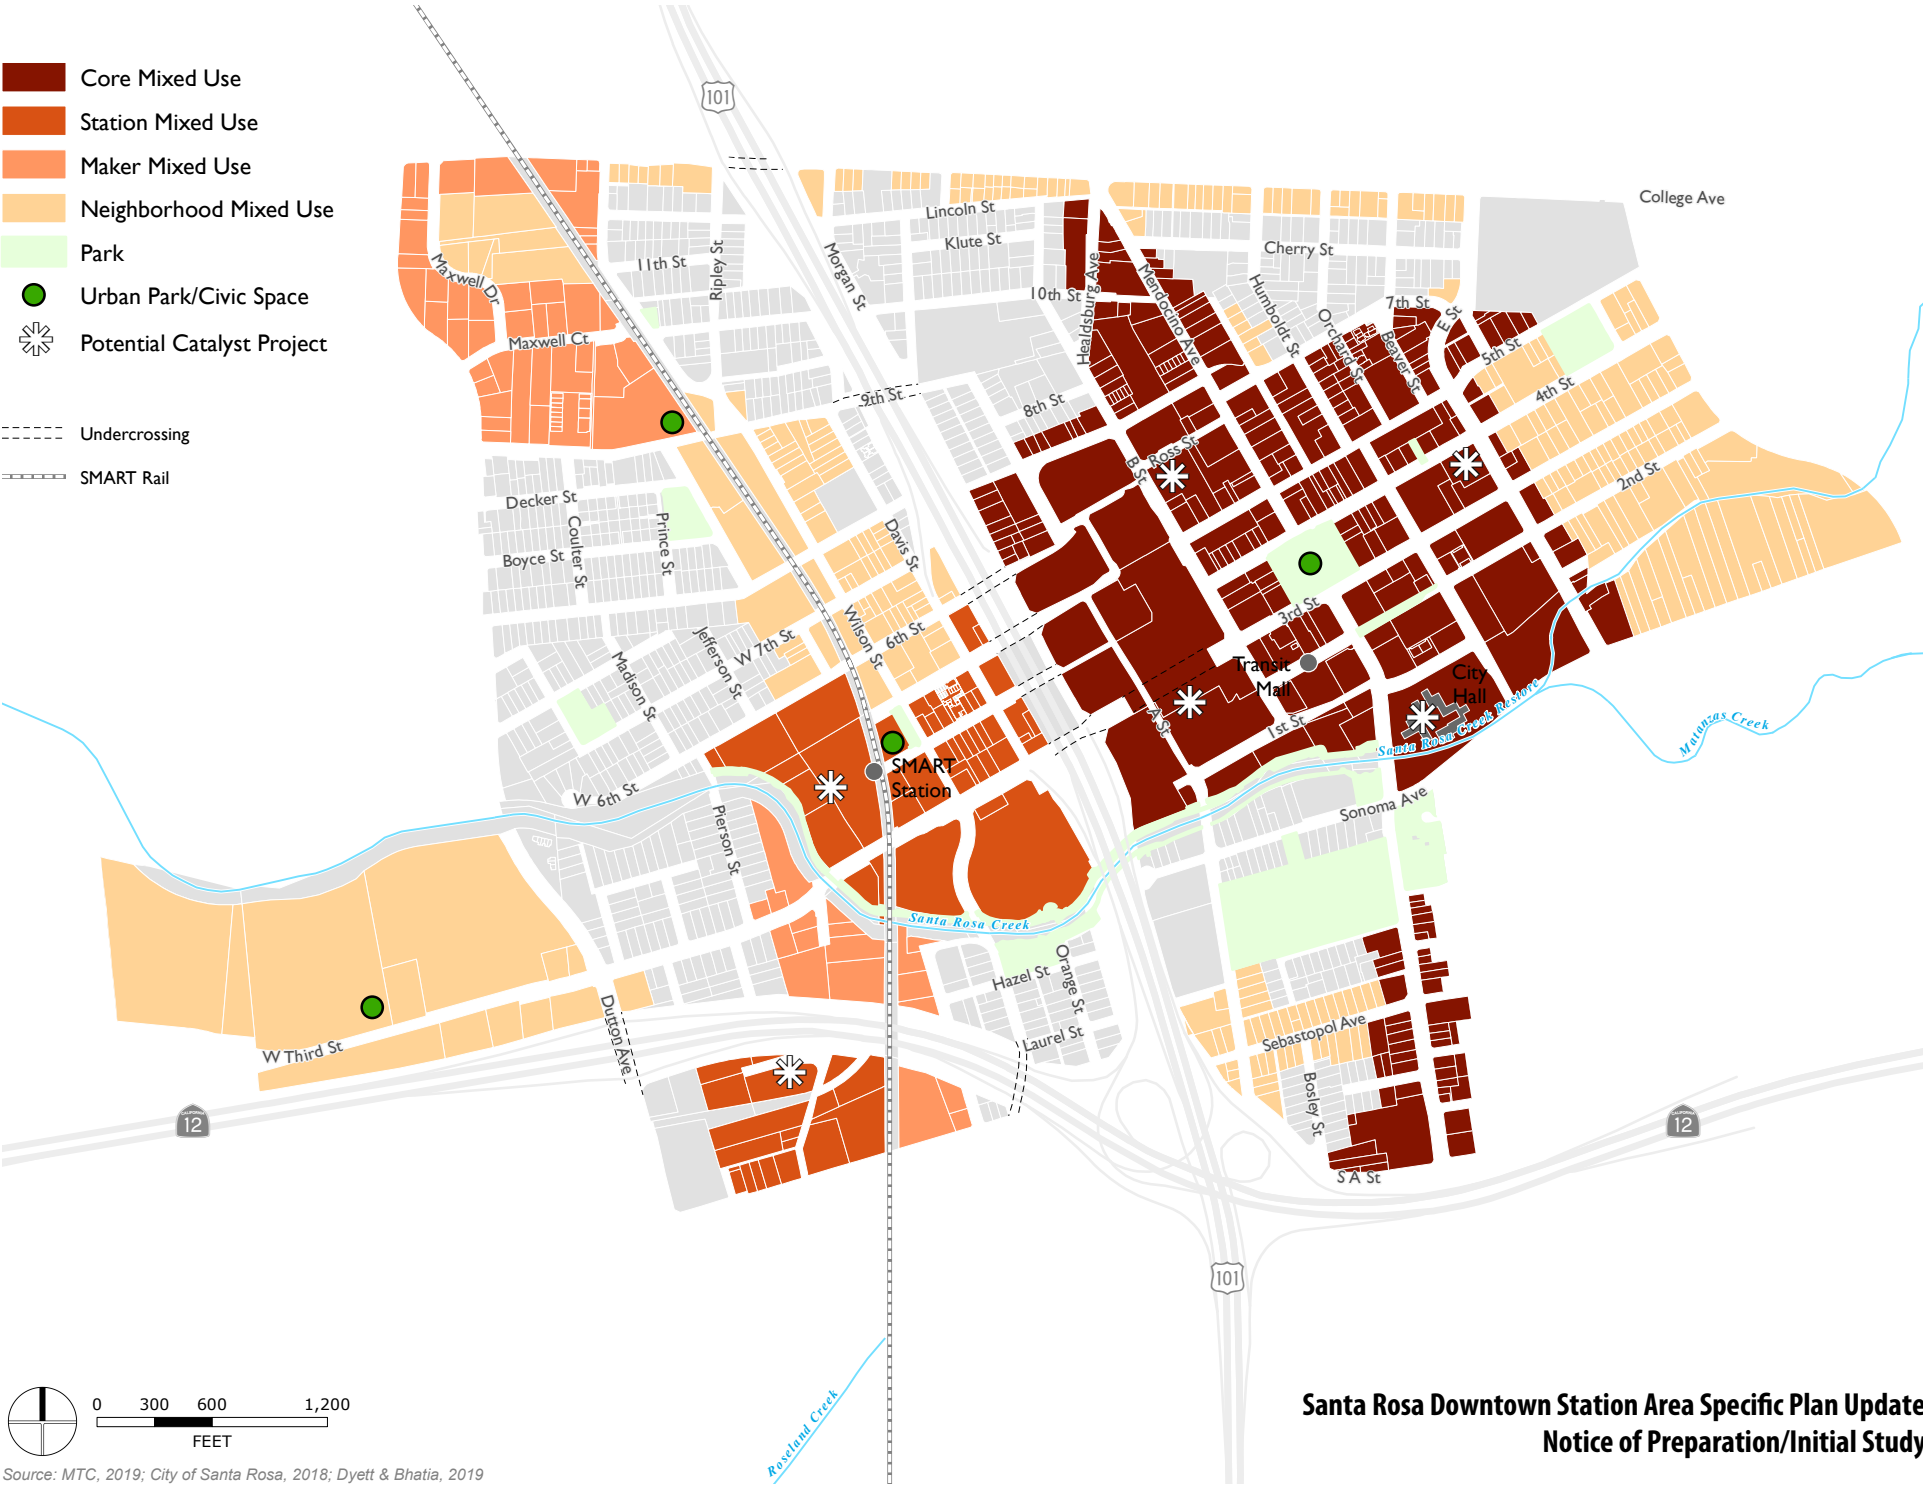 Core Mixed Use
Station Mixed Use
Maker Mixed Use
Neighborhood Mixed Use
Park
Urban Park/Civic Space
Potential Catalyst Project
Undercrossing
SMART Rail
101
College Ave
Lincoln St
Klute St
Cherry St
11th St
Ripley St
Morgan St
Maxwell Dr
Maxwell Ct
10th St
Healdsburg Ave
Mendocino Ave
Humboldt St
Orchard St
7th St
Beaver St
E St
5th St
4th St
9th St
8th St
B St
Ross St
2nd St
Decker St
Coulter St
Prince St
Boyce St
Davis St
Wilson St
6th St
W 7th St
Jefferson St
Madison St
3rd St
Transit
Mall
City
Hall
A St
1st St
Santa Rosa Creek Restore
Matanzas Creek
SMART
Station
W 6th St
Pierson St
Sonoma Ave
Santa Rosa Creek
Hazel St
Orange St
Laurel St
Dutton Ave
W Third St
Sebastopol Ave
Bosley St
S A St
CALIFORNIA
12
CALIFORNIA
12
101
Roseland Creek
0 300 600 1,200
FEET
Santa Rosa Downtown Station Area Specific Plan Update
Notice of Preparation/Initial Study
Source: MTC, 2019; City of Santa Rosa, 2018; Dyett & Bhatia, 2019